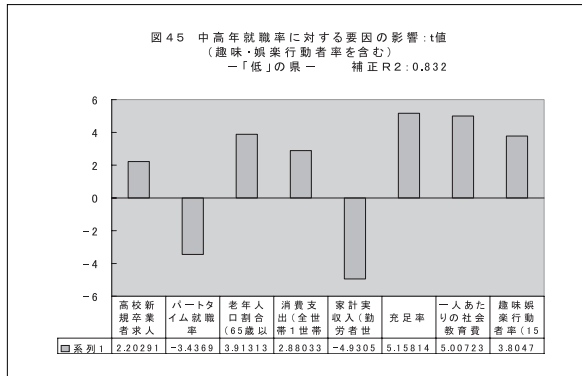 図45 中高年就職率に対する要因の影響:t値
(趣味・娯楽行動者率を含む)
－「低」の県－ 補正R2:0.832
6
4
2
0
-2
-4
-6
高校新規卒業者求人
パートタイム就職率
老年人口割合(65歳以
消費支出(全世帯1世帯
家計実収入(勤労者世
充足率
一人あたりの社会教育費
趣味娯楽行動者率(15
系列1 2.20291 -3.4369 3.91313 2.88033 -4.9305 5.15814 5.00723 3.8047